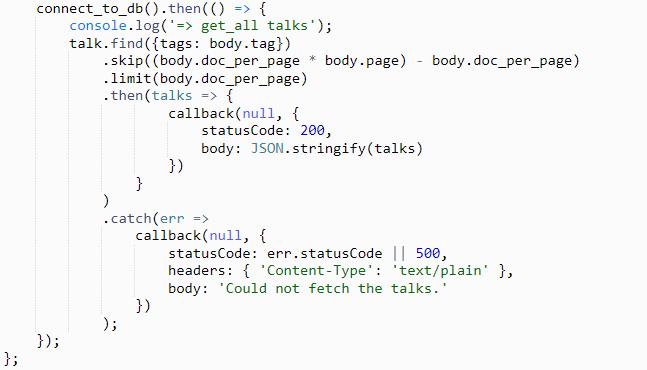 connect_to_db().then(() => {
    console.log('=> get_all talks');
    talk.find({tags: body.tag})
        .skip((body.doc_per_page * body.page) - body.doc_per_page)
        .limit(body.doc_per_page)
        .then(talks => {
                callback(null, {
                    statusCode: 200,
                    body: JSON.stringify(talks)
                })
            }
        )
        .catch(err =>
            callback(null, {
                statusCode: err.statusCode || 500,
                headers: { 'Content-Type': 'text/plain' },
                body: 'Could not fetch the talks.'
            })
        );
    });
};